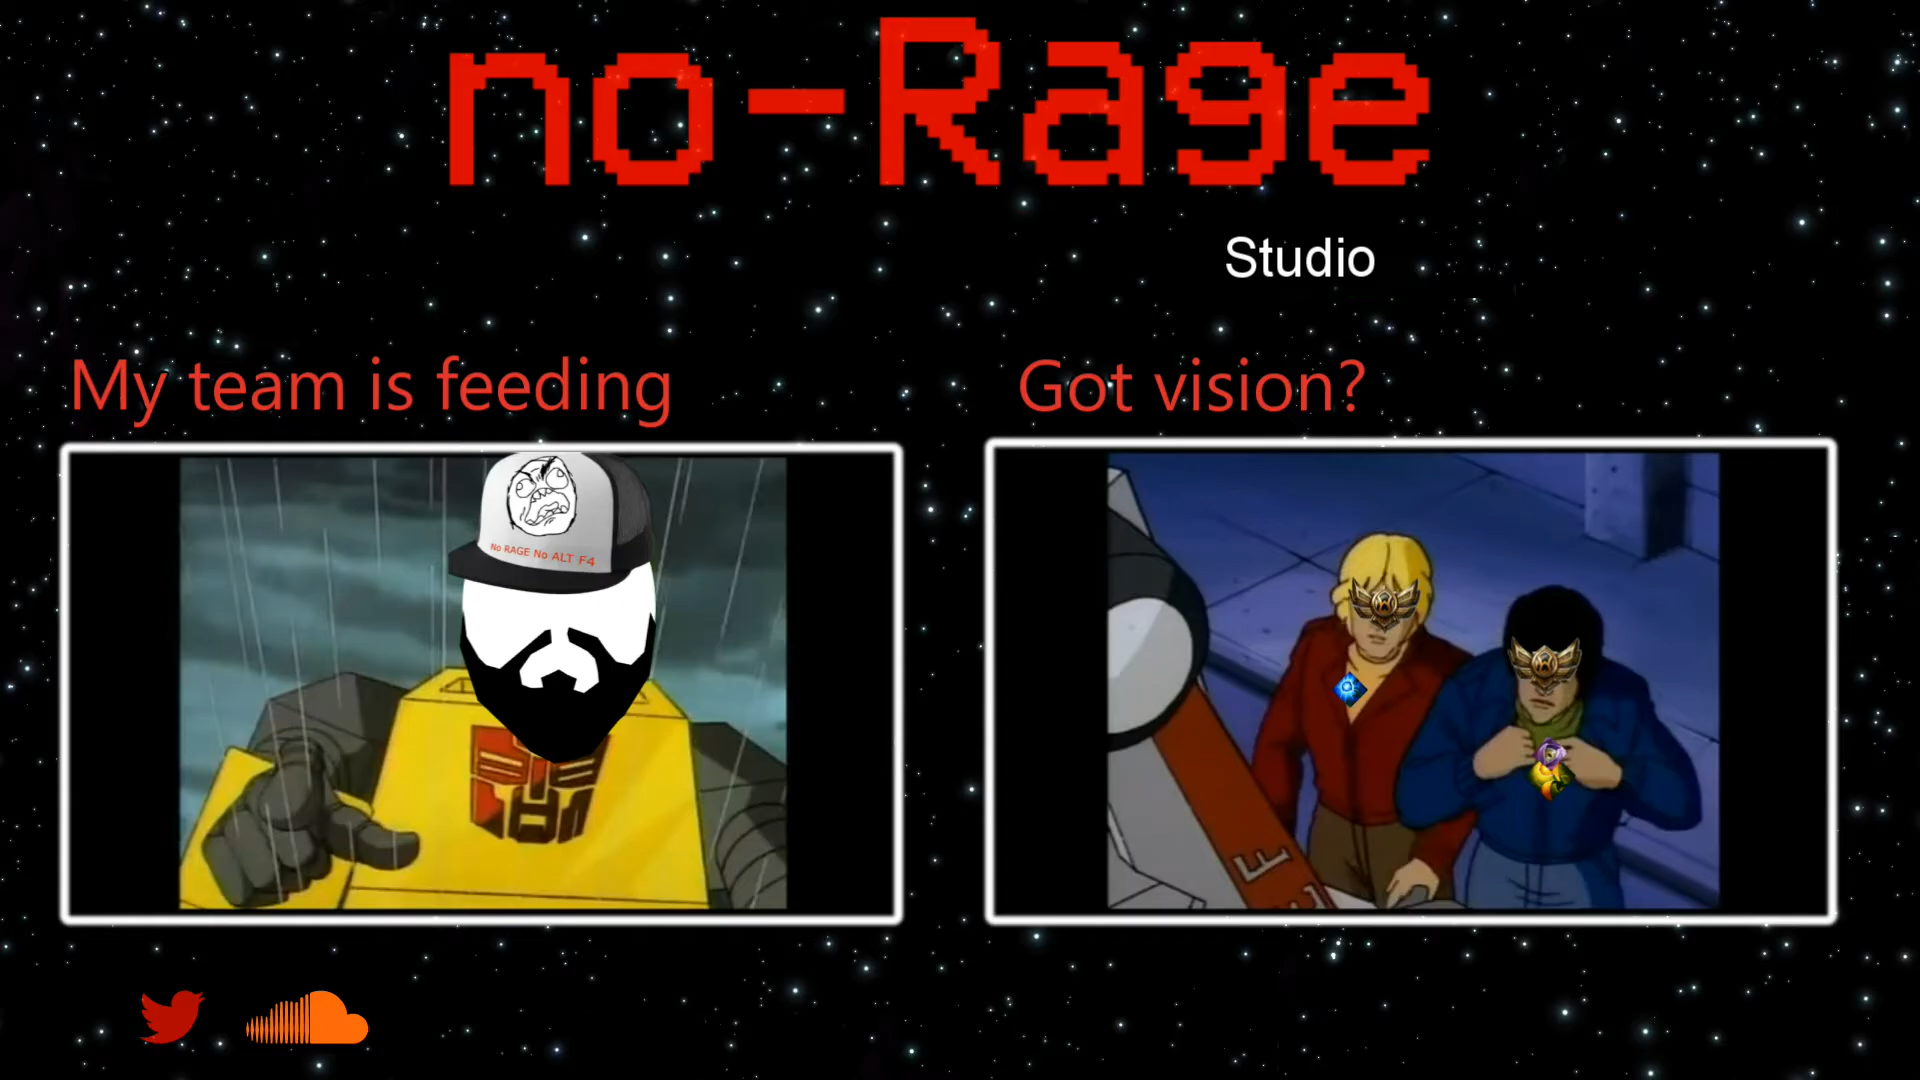 no-Rage
Studio
My team is feeding
Got vision?
No RAGE No ALT F4